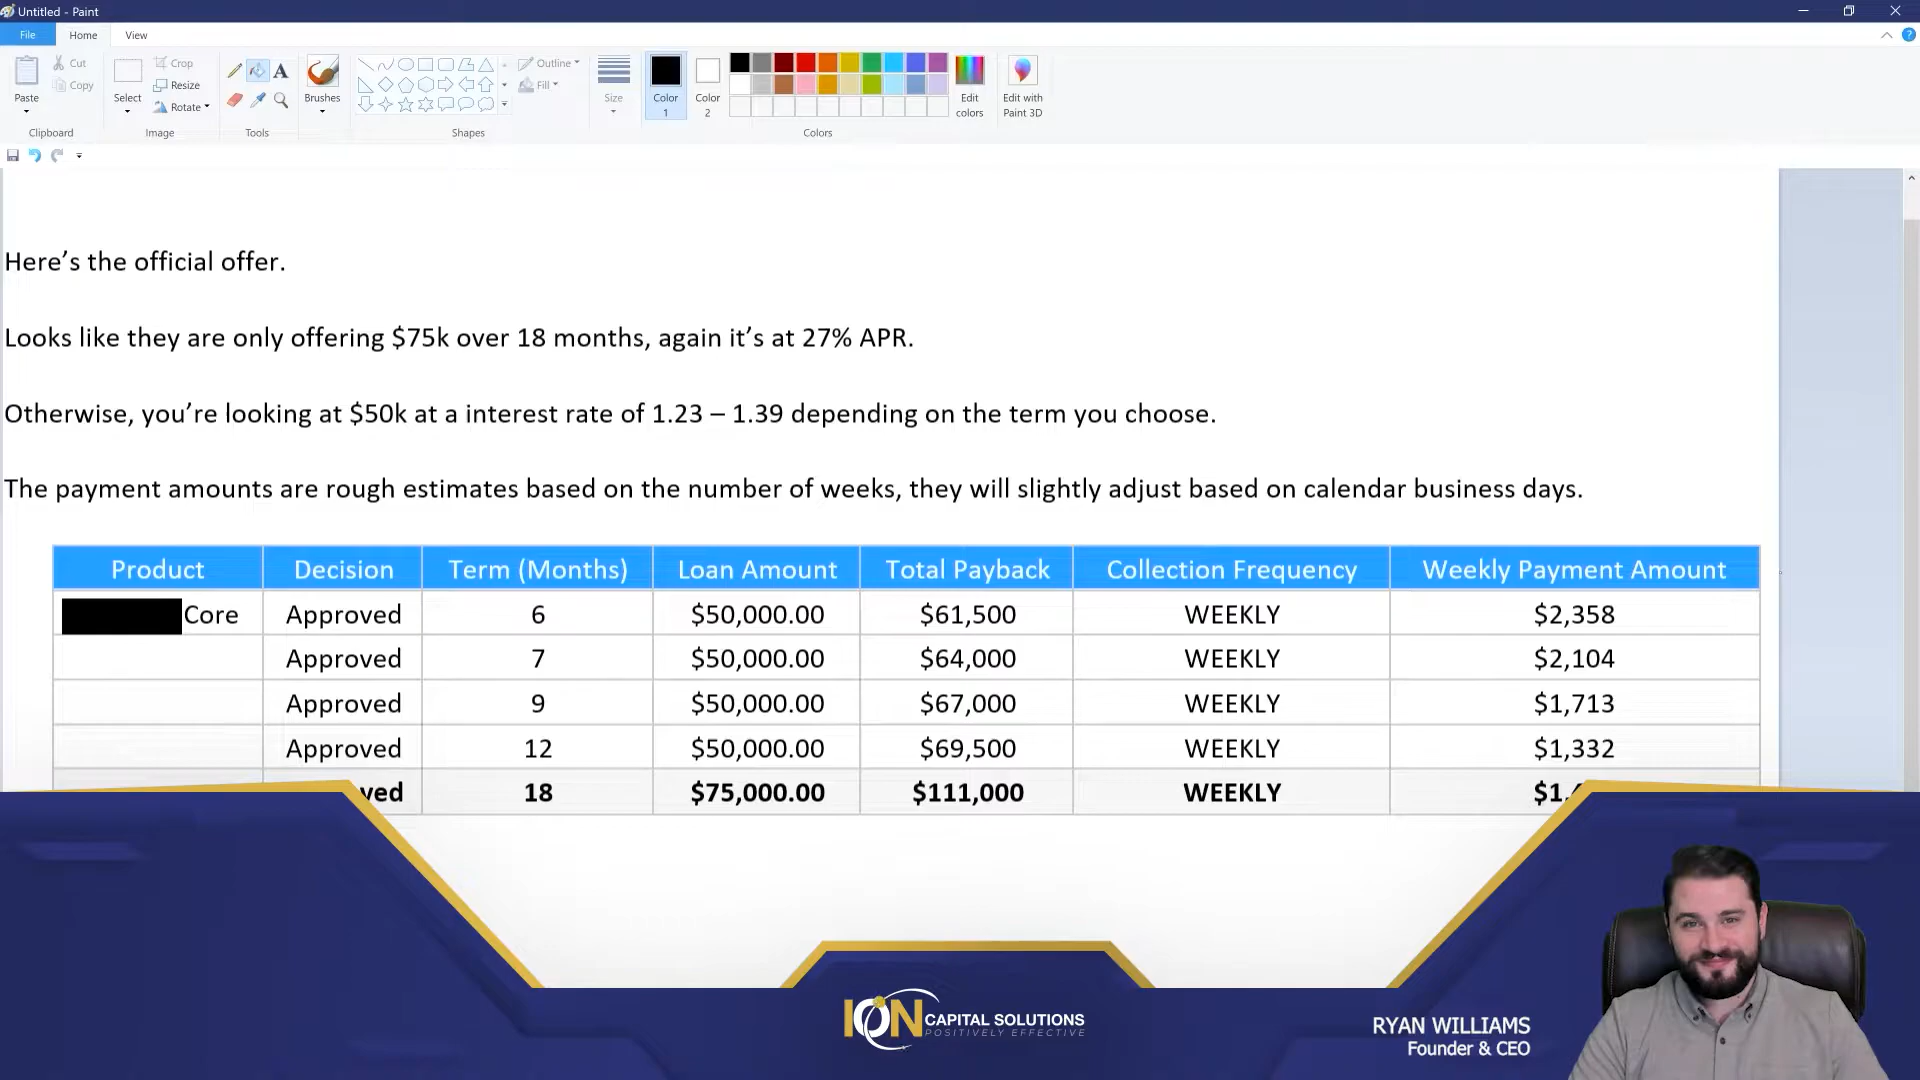 Untitled - Paint
File Home View
Paste
Cut
Copy
Clipboard
Select
Crop
Resize
Rotate
Image
Tools
Brushes
Outline
Fill
Shapes
Size
Color 1
Color 2
Edit colors
Edit with Paint 3D
Colors
Here’s the official offer.
Looks like they are only offering $75k over 18 months, again it’s at 27% APR.
Otherwise, you’re looking at $50k at a interest rate of 1.23 – 1.39 depending on the term you choose.
The payment amounts are rough estimates based on the number of weeks, they will slightly adjust based on calendar business days.
Product Decision Term (Months) Loan Amount Total Payback Collection Frequency Weekly Payment Amount
Core Approved 6 $50,000.00 $61,500 WEEKLY $2,358
Approved 7 $50,000.00 $64,000 WEEKLY $2,104
Approved 9 $50,000.00 $67,000 WEEKLY $1,713
Approved 12 $50,000.00 $69,500 WEEKLY $1,332
18 $75,000.00 $111,000 WEEKLY
ION CAPITAL SOLUTIONS
POSITIVELY EFFECTIVE
RYAN WILLIAMS
Founder & CEO